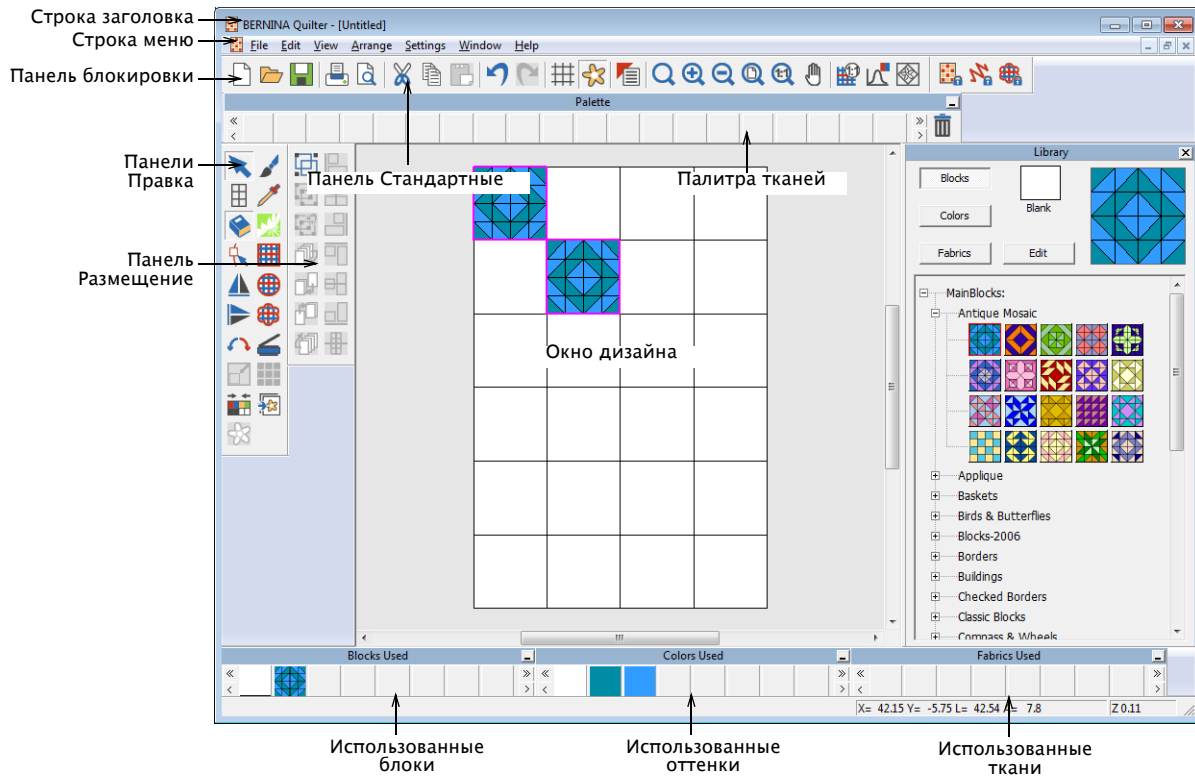 Строка заголовка
BERNINA Quilter - [Untitled]
Строка меню
File Edit View Arrange Settings Window Help
Панель блокировки
1:1
Palette
Панели
Правка
Панель Стандартные
Палитра тканей
Library
Blocks
Blank
Colors
Fabrics
Edit
Панель
Размещение
MainBlocks:
Antique Mosaic
Окно дизайна
Applique
Baskets
Birds & Butterflies
Blocks-2006
Borders
Buildings
Checked Borders
Classic Blocks
Compass & Wheels
Blocks Used
Colors Used
Fabrics Used
X= 42.15 Y= -5.75 L= 42.54 A= 7.8
Z 0.11
Использованные
блоки
Использованные
оттенки
Использованные
ткани